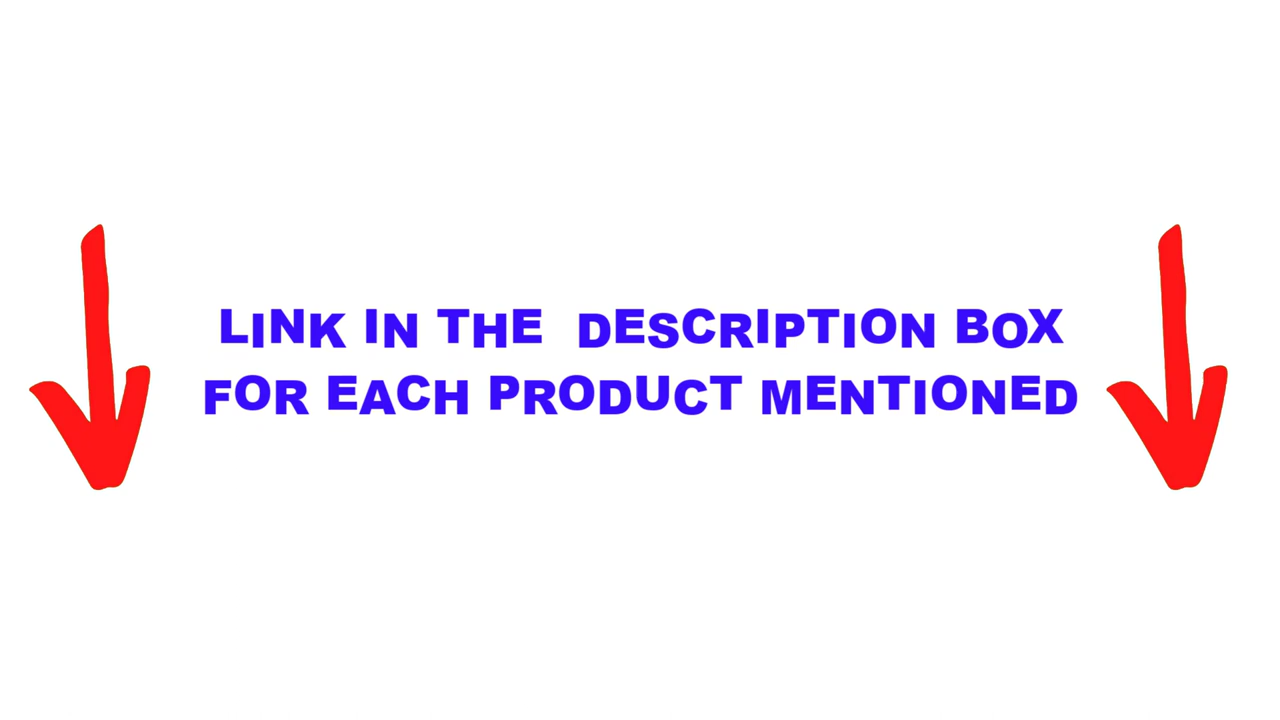 LINK IN THE DESCRIPTION BOX
FOR EACH PRODUCT MENTIONED